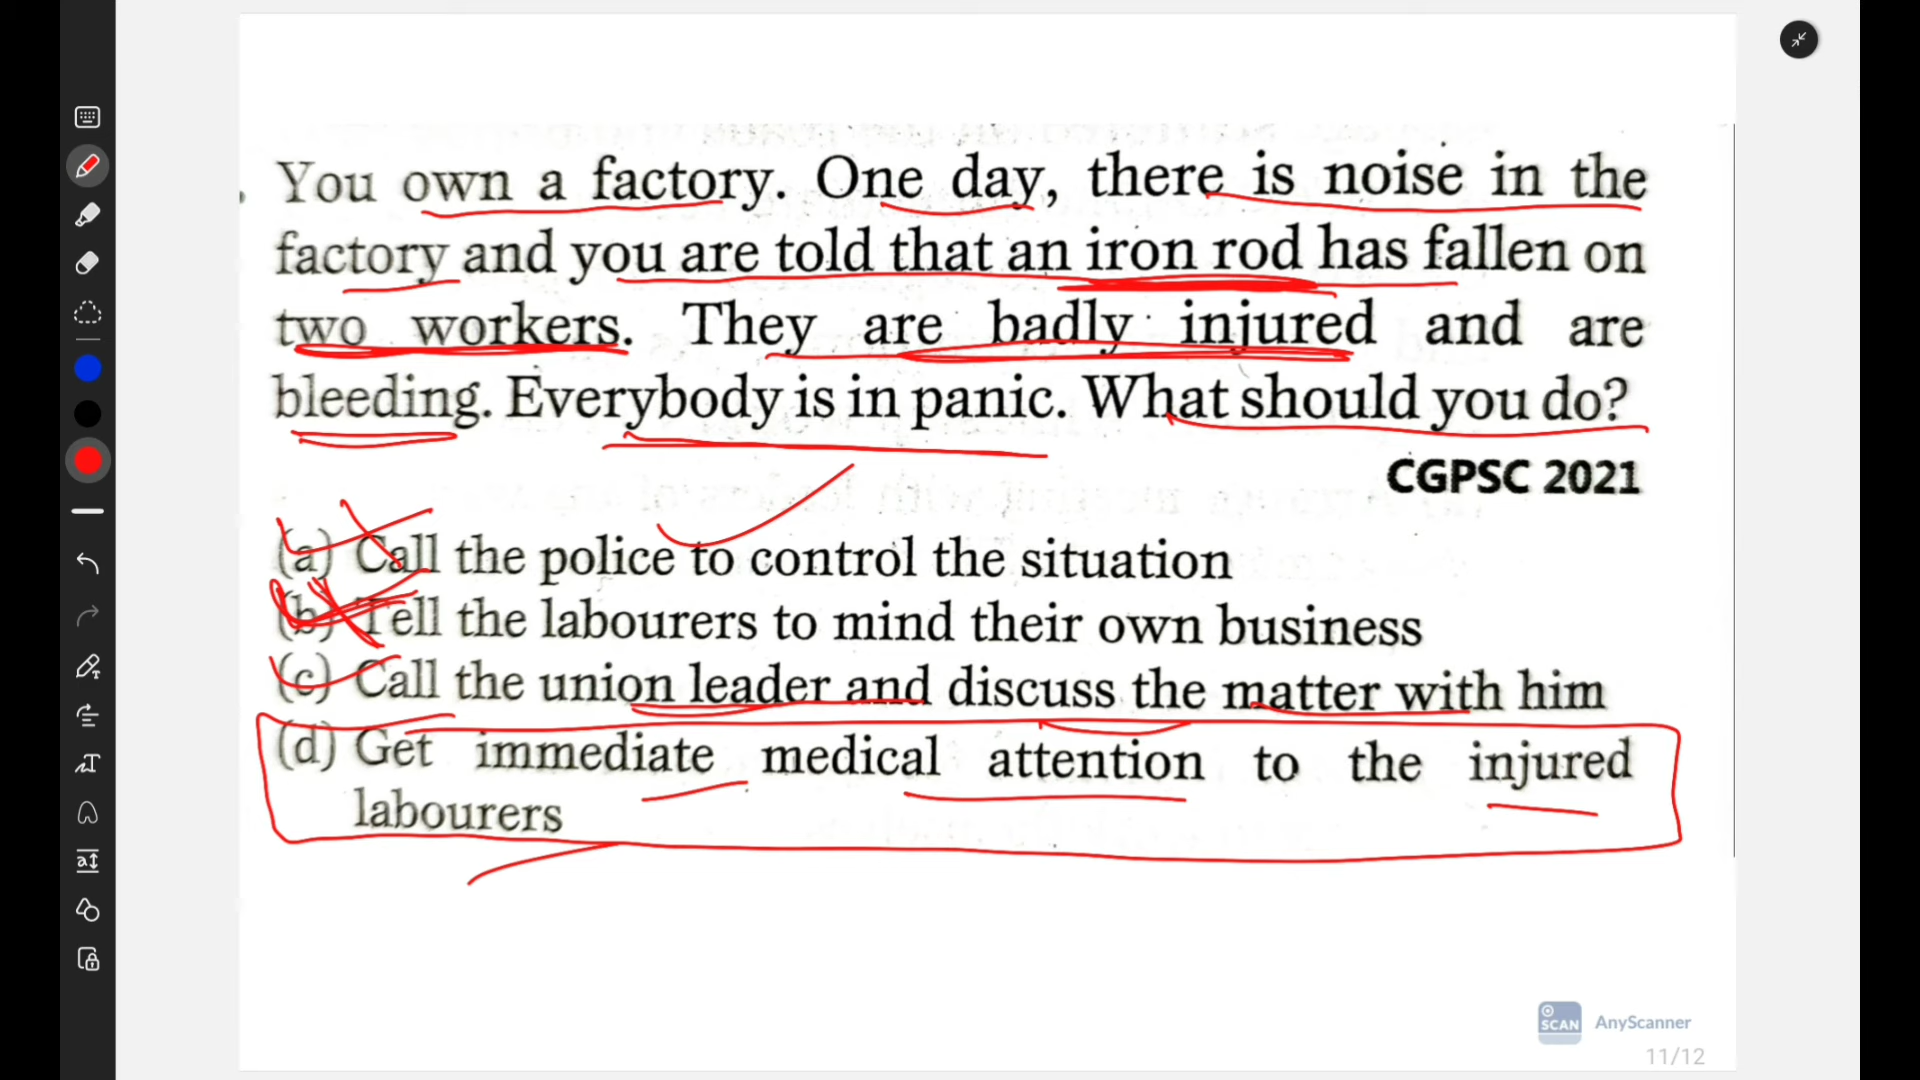 You own a factory. One day, there is noise in the
factory and you are told that an iron rod has fallen on
two workers. They are badly injured and are
bleeding. Everybody is in panic. What should you do?
CGPSC 2021
(a) Call the police to control the situation
(b) Tell the labourers to mind their own business
(c) Call the union leader and discuss the matter with him
(d) Get immediate medical attention to the injured
labourers
SCAN AnyScanner
11/12